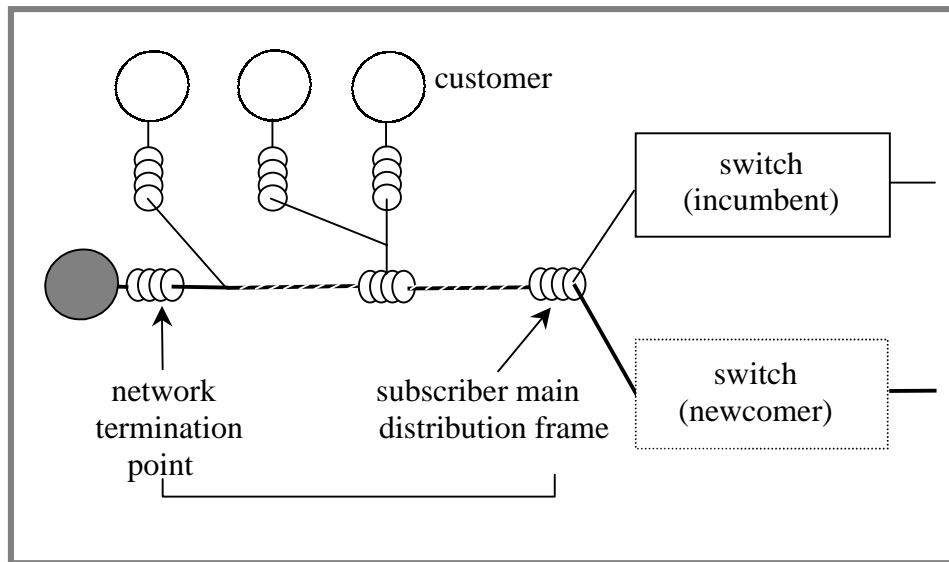 customer
switch
(incumbent)
network
termination
point
subscriber main
distribution frame
switch
(newcomer)